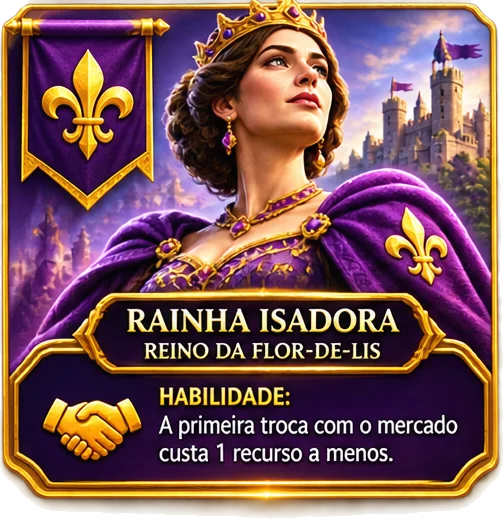 RAINHA ISADORA
REINO DA FLOR-DE-LIS
HABILIDADE:
A primeira troca com o mercado
custa 1 recurso a menos.